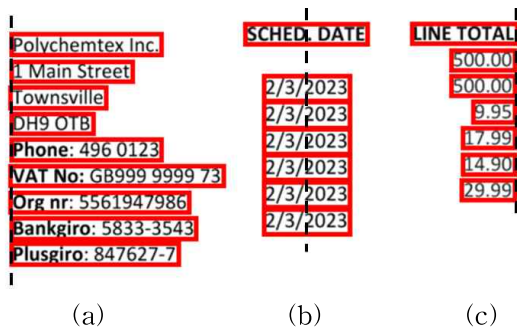 Polychemtex Inc.
1 Main Street
Townsville
DH9 OTB
Phone: 496 0123
VAT No: GB999 9999 73
Org nr: 5561947986
Bankgiro: 5833-3543
Plusgiro: 847627-7
(a)
SCHED. DATE
2/3/2023
2/3/2023
2/3/2023
2/3/2023
2/3/2023
2/3/2023
(b)
LINE TOTAL
500.00
500.00
9.95
17.99
14.90
29.99
(c)